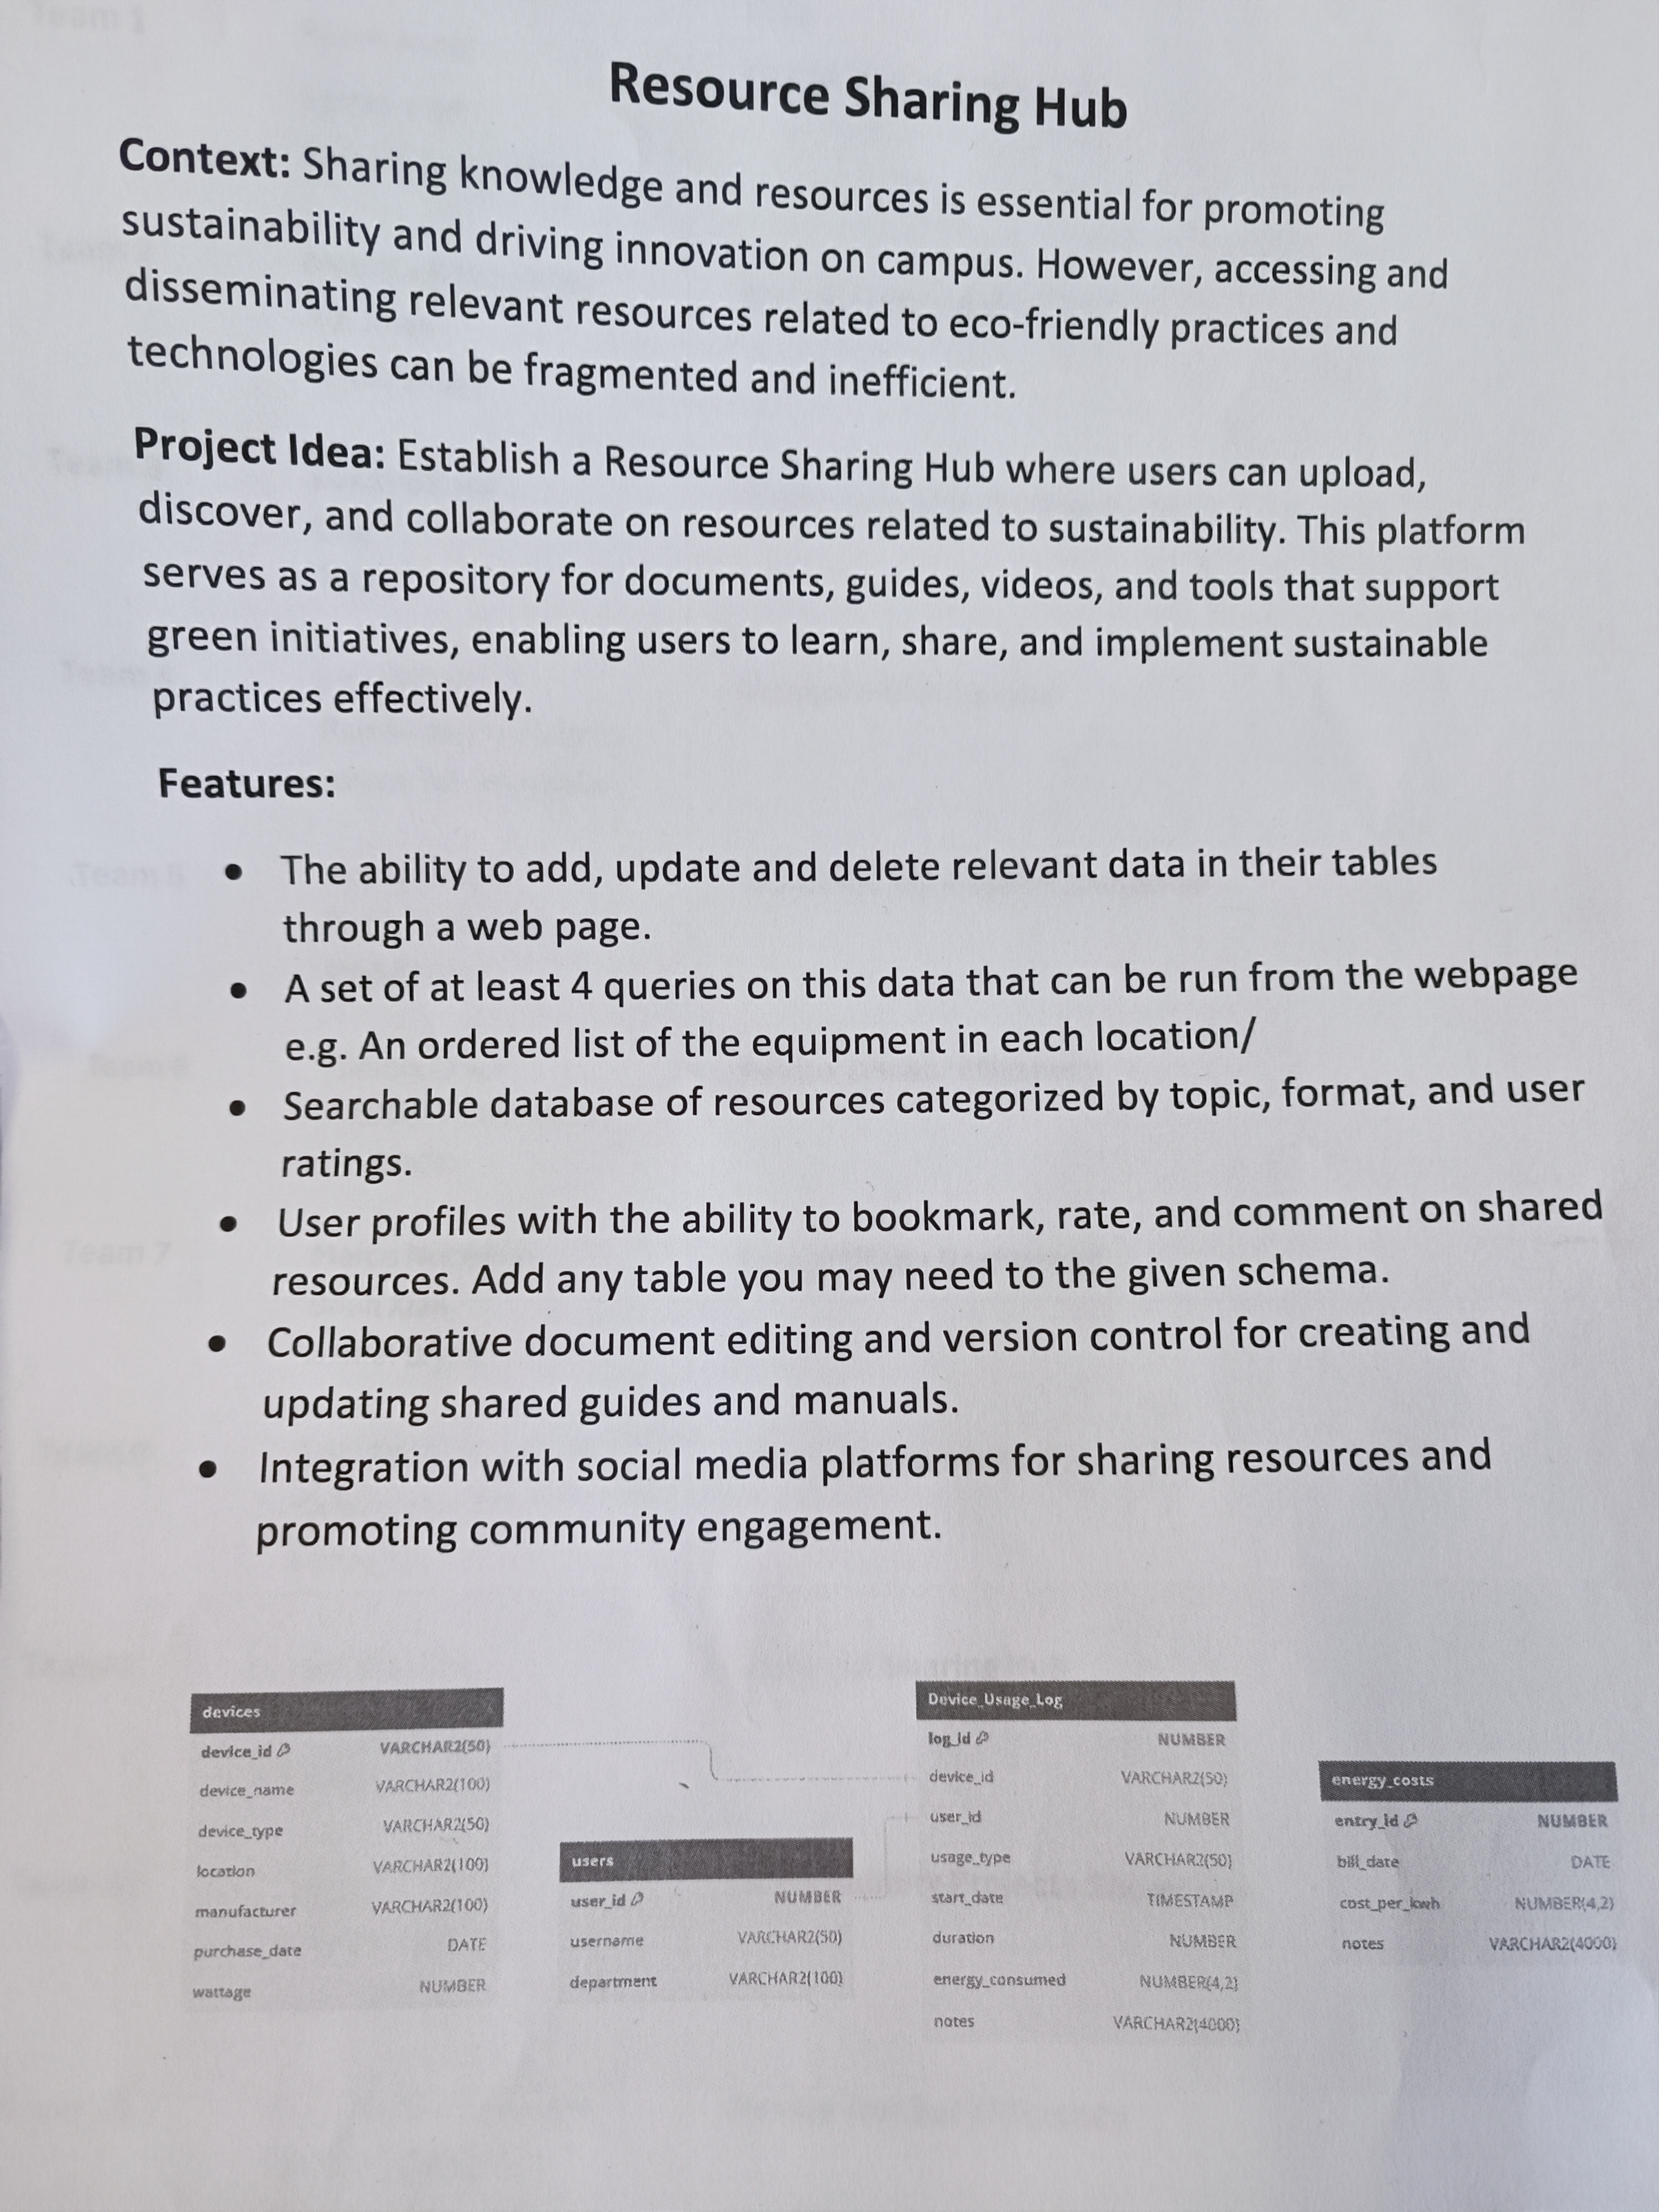 Resource Sharing Hub
Context: Sharing knowledge and resources is essential for promoting
sustainability and driving innovation on campus. However, accessing and
disseminating relevant resources related to eco-friendly practices and
technologies can be fragmented and inefficient.
Project Idea: Establish a Resource Sharing Hub where users can upload,
discover, and collaborate on resources related to sustainability. This platform
serves as a repository for documents, guides, videos, and tools that support
green initiatives, enabling users to learn, share, and implement sustainable
practices effectively.
Features:
• The ability to add, update and delete relevant data in their tables
through a web page.
• A set of at least 4 queries on this data that can be run from the webpage
e.g. An ordered list of the equipment in each location/
• Searchable database of resources categorized by topic, format, and user
ratings.
• User profiles with the ability to bookmark, rate, and comment on shared
resources. Add any table you may need to the given schema.
• Collaborative document editing and version control for creating and
updating shared guides and manuals.
• Integration with social media platforms for sharing resources and
promoting community engagement.
devices
device_id VARCHAR2(50)
device_name VARCHAR2(100)
device_type VARCHAR2(50)
location VARCHAR2(100)
manufacturer VARCHAR2(100)
purchase_date DATE
wattage NUMBER
users
user_id NUMBER
username VARCHAR2(50)
department VARCHAR2(100)
Device_Usage_Log
log_id NUMBER
device_id VARCHAR2(50)
user_id NUMBER
usage_type VARCHAR2(50)
start_date TIMESTAMP
duration NUMBER
energy_consumed NUMBER(4,2)
notes VARCHAR2(4000)
energy_costs
entry_id NUMBER
bill_date DATE
cost_per_kwh NUMBER(4,2)
notes VARCHAR2(4000)